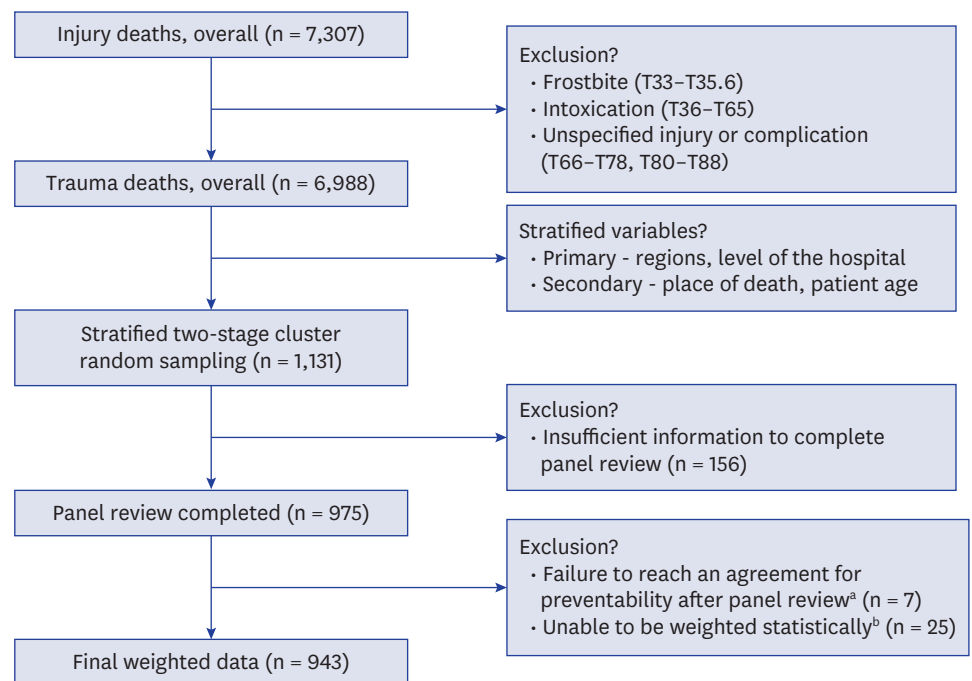 Injury deaths, overall (n = 7,307)
Exclusion?
• Frostbite (T33–T35.6)
• Intoxication (T36–T65)
• Unspecified injury or complication
(T66–T78, T80–T88)
Trauma deaths, overall (n = 6,988)
Stratified variables?
• Primary - regions, level of the hospital
• Secondary - place of death, patient age
Stratified two-stage cluster
random sampling (n = 1,131)
Exclusion?
• Insufficient information to complete
panel review (n = 156)
Panel review completed (n = 975)
Exclusion?
• Failure to reach an agreement for
preventability after panel reviewᵃ (n = 7)
• Unable to be weighted statisticallyᵇ (n = 25)
Final weighted data (n = 943)